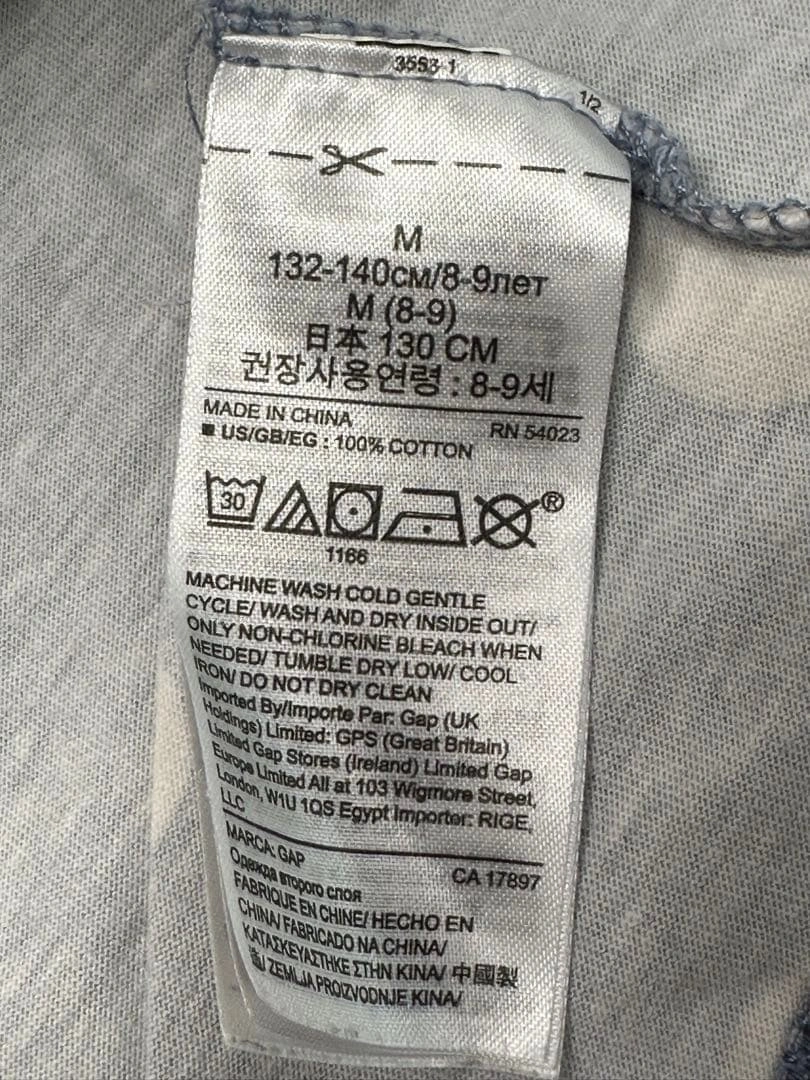 3553-1
1/2
M
132-140см/8-9лет
M (8-9)
日本 130 CM
권장사용연령 : 8-9세
MADE IN CHINA
RN 54023
■ US/GB/EG : 100% COTTON
30
®
1166
MACHINE WASH COLD GENTLE
CYCLE/ WASH AND DRY INSIDE OUT/
ONLY NON-CHLORINE BLEACH WHEN
NEEDED/ TUMBLE DRY LOW/ COOL
IRON/ DO NOT DRY CLEAN
Imported By/Importe Par: Gap (UK
Holdings) Limited: GPS (Great Britain)
Limited Gap Stores (Ireland) Limited Gap
Europe Limited All at 103 Wigmore Street,
London, W1U 1QS Egypt Importer: RIGE,
LLC
MARCA: GAP
CA 17897
Одежда второго слоя
FABRIQUE EN CHINE/ HECHO EN
CHINA/ FABRICADO NA CHINA/
ΚΑΤΑΣΚΕΥΑΣΤΗΚΕ ΣΤΗΝ ΚΙΝΑ/ 中國製
造/ ZEMLJA PROIZVODNJE KINA/